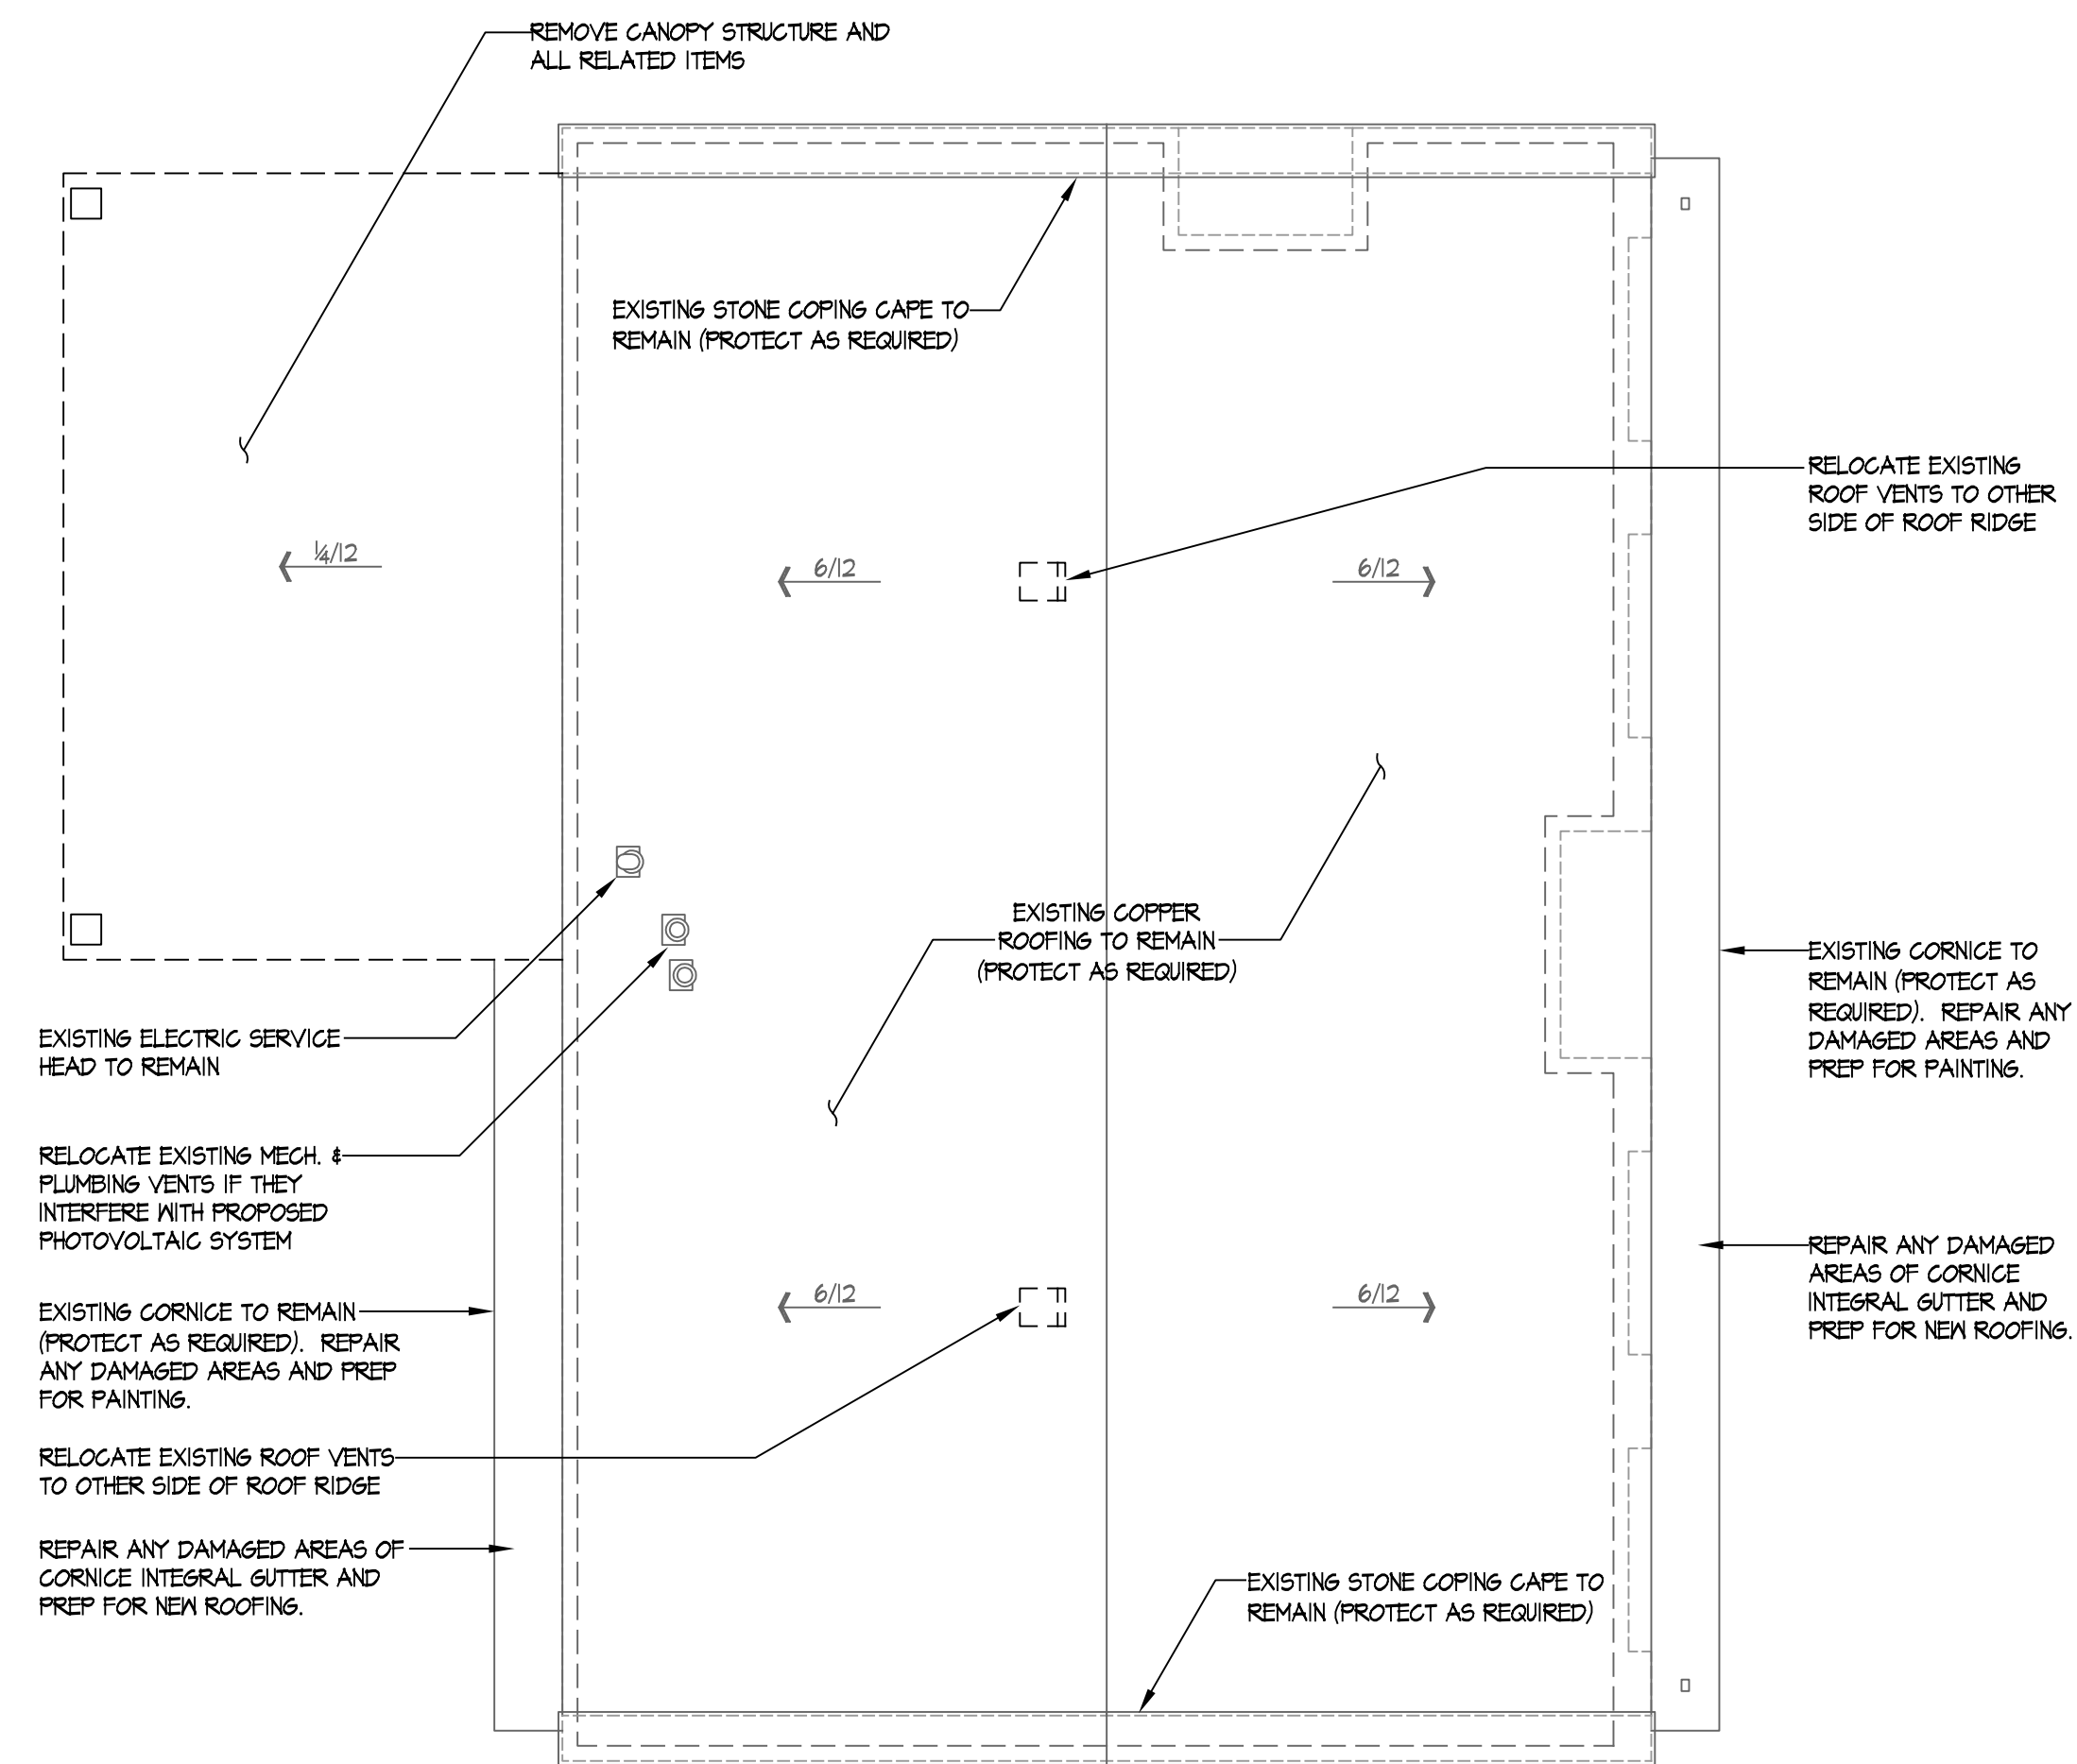 REMOVE CANOPY STRUCTURE AND
ALL RELATED ITEMS
EXISTING STONE COPING CAPE TO
REMAIN (PROTECT AS REQUIRED)
RELOCATE EXISTING
ROOF VENTS TO OTHER
SIDE OF ROOF RIDGE
¼/12
6/12
6/12
EXISTING COPPER
ROOFING TO REMAIN
(PROTECT AS REQUIRED)
EXISTING CORNICE TO
REMAIN (PROTECT AS
REQUIRED). REPAIR ANY
DAMAGED AREAS AND
PREP FOR PAINTING.
EXISTING ELECTRIC SERVICE
HEAD TO REMAIN
RELOCATE EXISTING MECH. &
PLUMBING VENTS IF THEY
INTERFERE WITH PROPOSED
PHOTOVOLTAIC SYSTEM
REPAIR ANY DAMAGED
AREAS OF CORNICE
INTEGRAL GUTTER AND
PREP FOR NEW ROOFING.
6/12
6/12
EXISTING CORNICE TO REMAIN
(PROTECT AS REQUIRED). REPAIR
ANY DAMAGED AREAS AND PREP
FOR PAINTING.
RELOCATE EXISTING ROOF VENTS
TO OTHER SIDE OF ROOF RIDGE
REPAIR ANY DAMAGED AREAS OF
CORNICE INTEGRAL GUTTER AND
PREP FOR NEW ROOFING.
EXISTING STONE COPING CAPE TO
REMAIN (PROTECT AS REQUIRED)